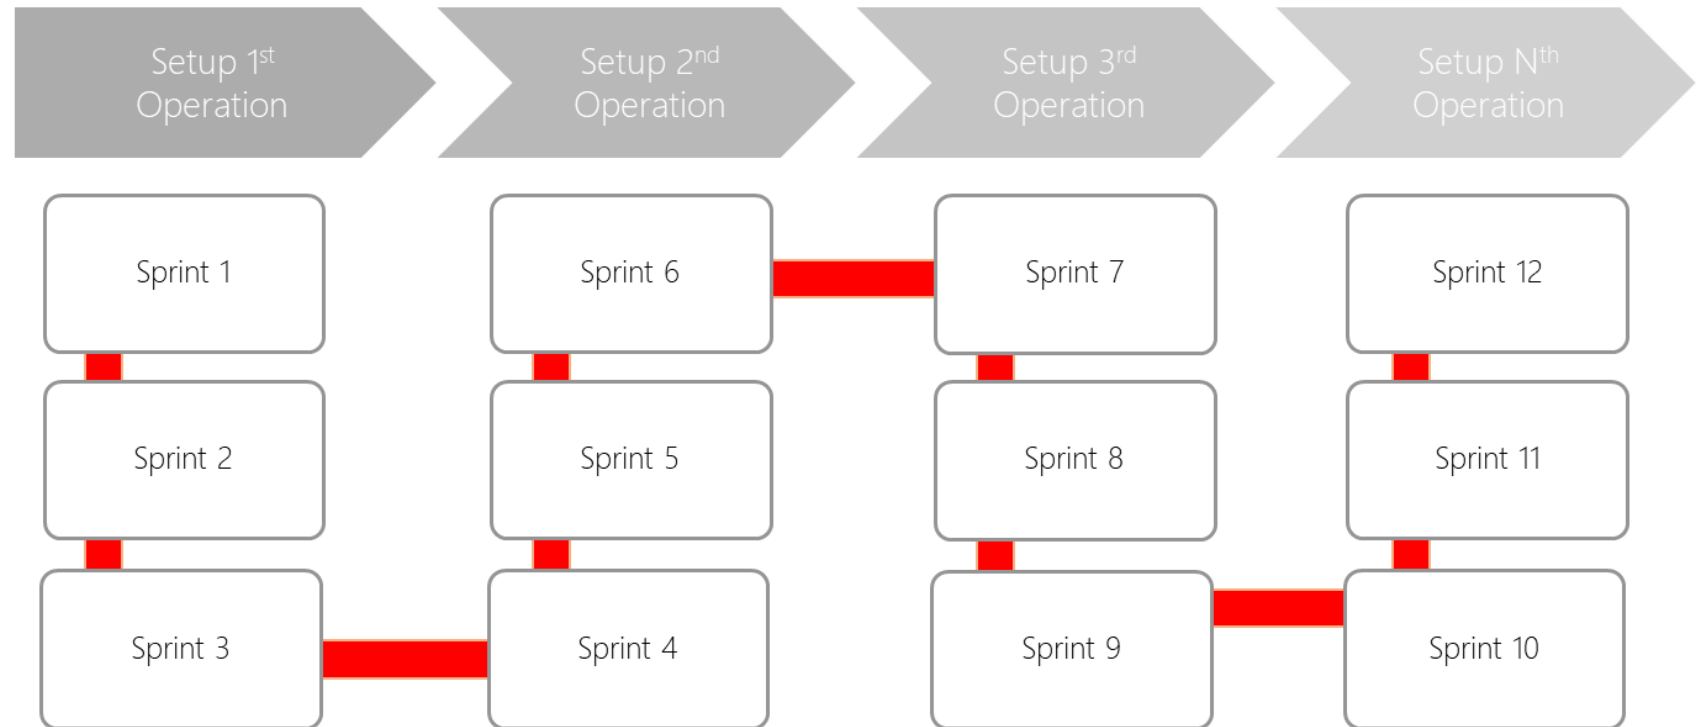 Setup 1st
Operation
Setup 2nd
Operation
Setup 3rd
Operation
Setup Nth
Operation
Sprint 1
Sprint 6
Sprint 7
Sprint 12
Sprint 2
Sprint 5
Sprint 8
Sprint 11
Sprint 3
Sprint 4
Sprint 9
Sprint 10